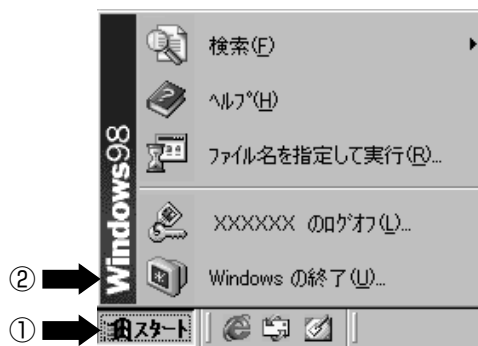 検索(F)
ヘルプ(H)
ファイル名を指定して実行(R)...
XXXXXX のログオフ(L)...
Windows の終了(U)...
Windows98
②
①
スタート